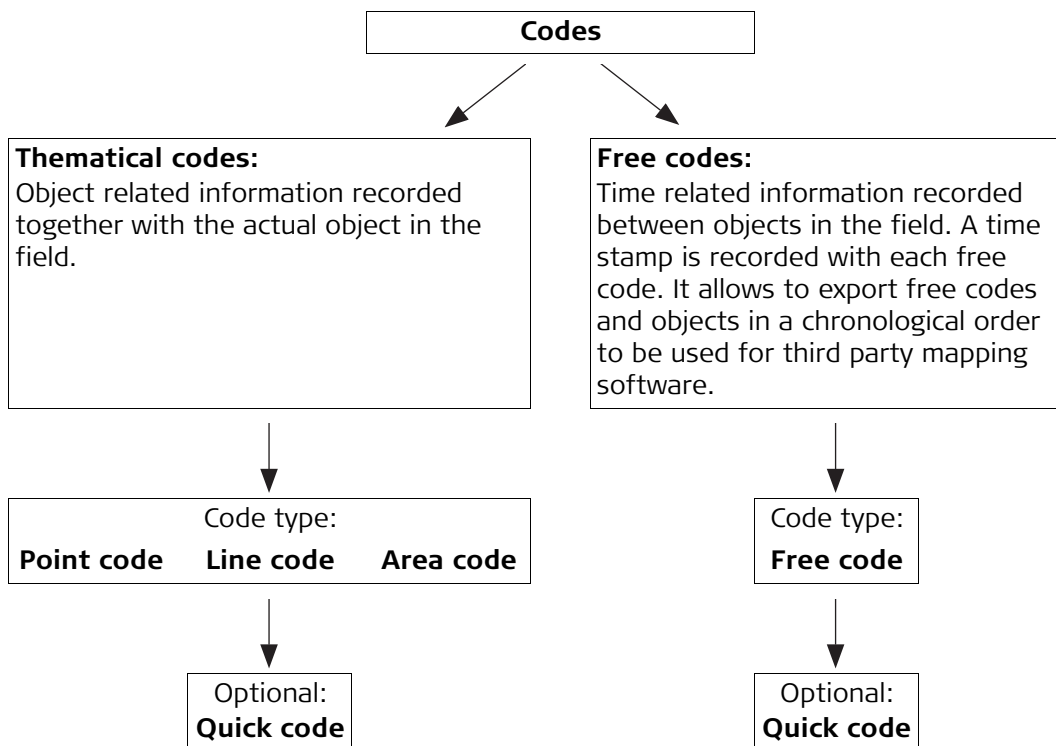 Codes
Thematical codes:
Object related information recorded
together with the actual object in the
field.
Free codes:
Time related information recorded
between objects in the field. A time
stamp is recorded with each free
code. It allows to export free codes
and objects in a chronological order
to be used for third party mapping
software.
Code type:
Point code Line code Area code
Code type:
Free code
Optional:
Quick code
Optional:
Quick code